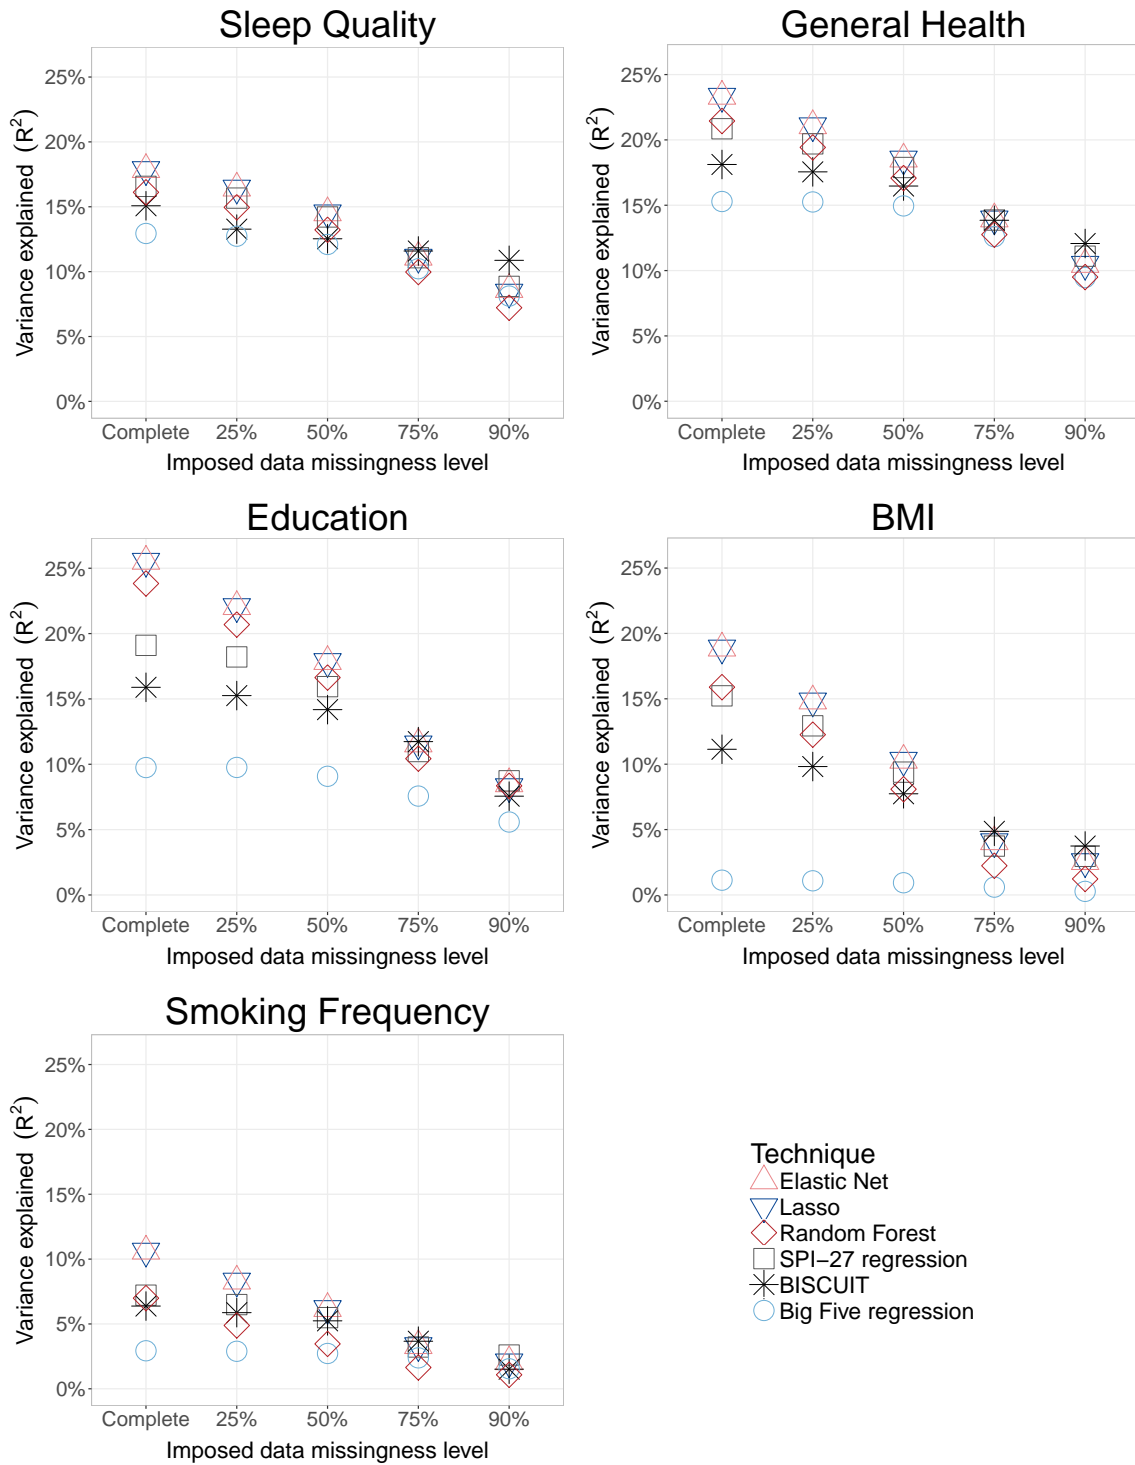 Sleep Quality
Variance explained (R²)
25%
20%
15%
10%
5%
0%
Complete 25% 50% 75% 90%
Imposed data missingness level
General Health
Variance explained (R²)
25%
20%
15%
10%
5%
0%
Complete 25% 50% 75% 90%
Imposed data missingness level
Education
Variance explained (R²)
25%
20%
15%
10%
5%
0%
Complete 25% 50% 75% 90%
Imposed data missingness level
BMI
Variance explained (R²)
25%
20%
15%
10%
5%
0%
Complete 25% 50% 75% 90%
Imposed data missingness level
Smoking Frequency
Variance explained (R²)
25%
20%
15%
10%
5%
0%
Complete 25% 50% 75% 90%
Imposed data missingness level
Technique
Elastic Net
Lasso
Random Forest
SPI−27 regression
BISCUIT
Big Five regression